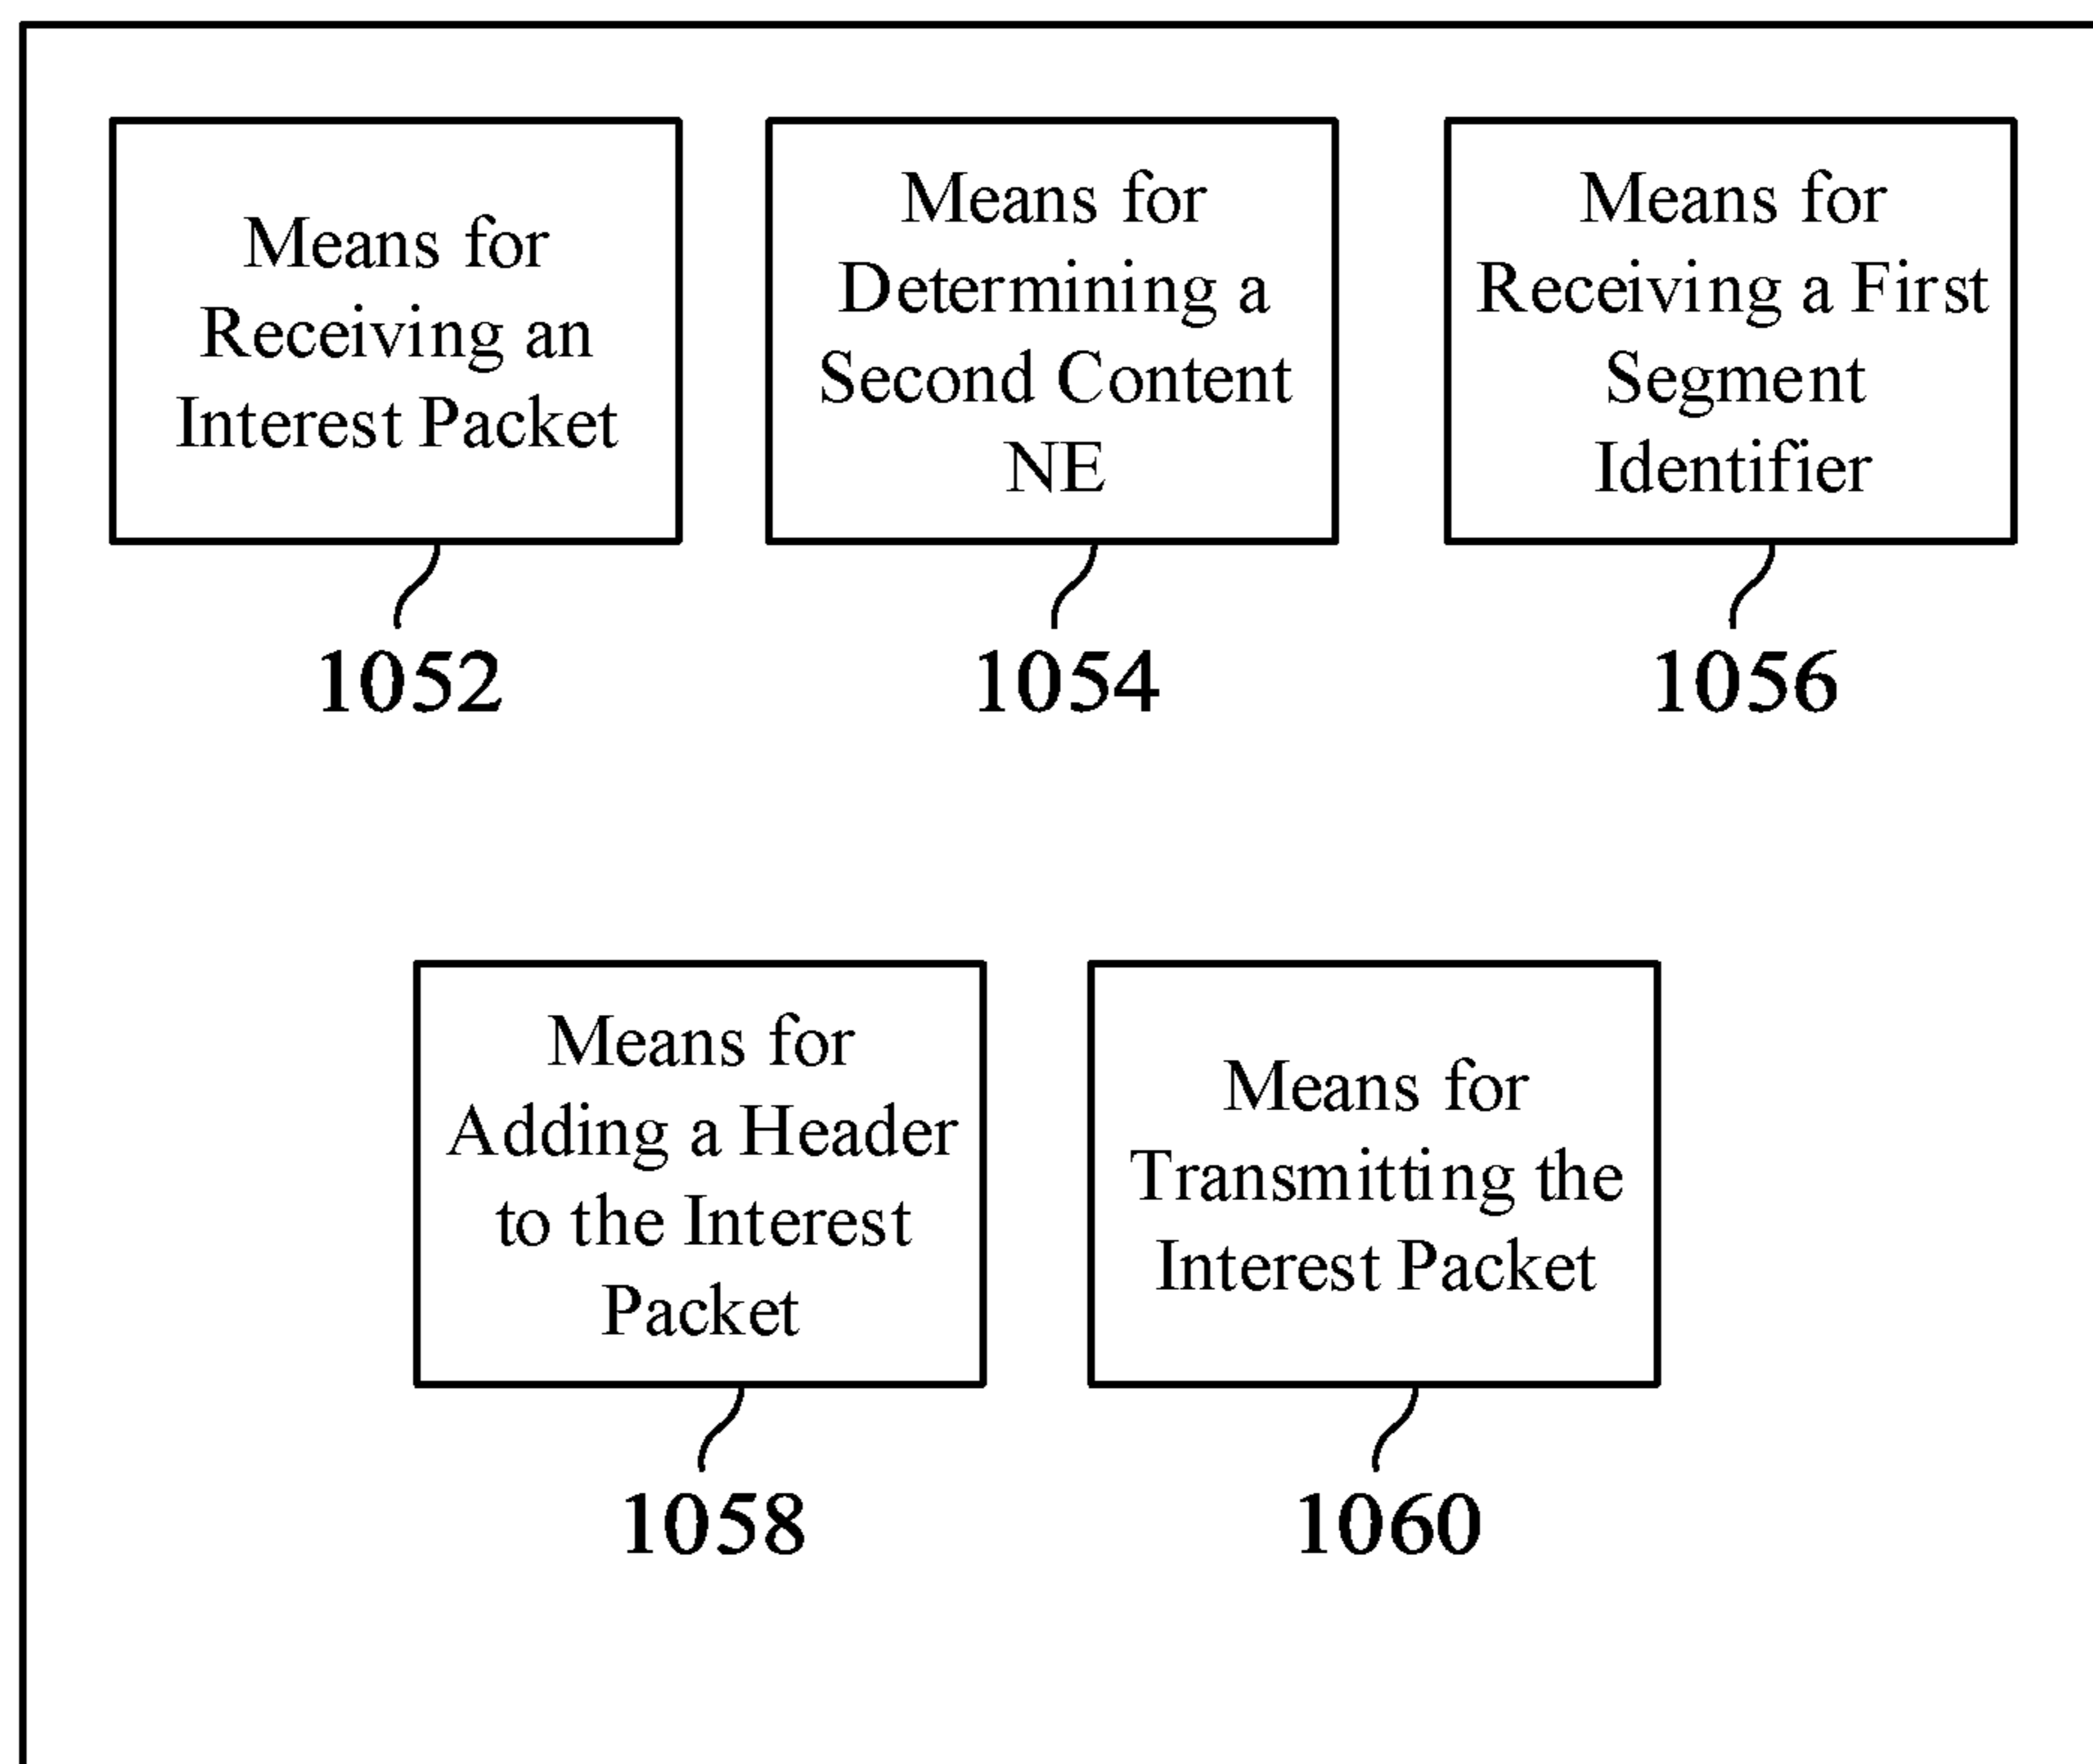 Means for
Receiving an
Interest Packet
1052
Means for
Determining a
Second Content
NE
1054
Means for
Receiving a First
Segment
Identifier
1056
Means for
Adding a Header
to the Interest
Packet
1058
Means for
Transmitting the
Interest Packet
1060